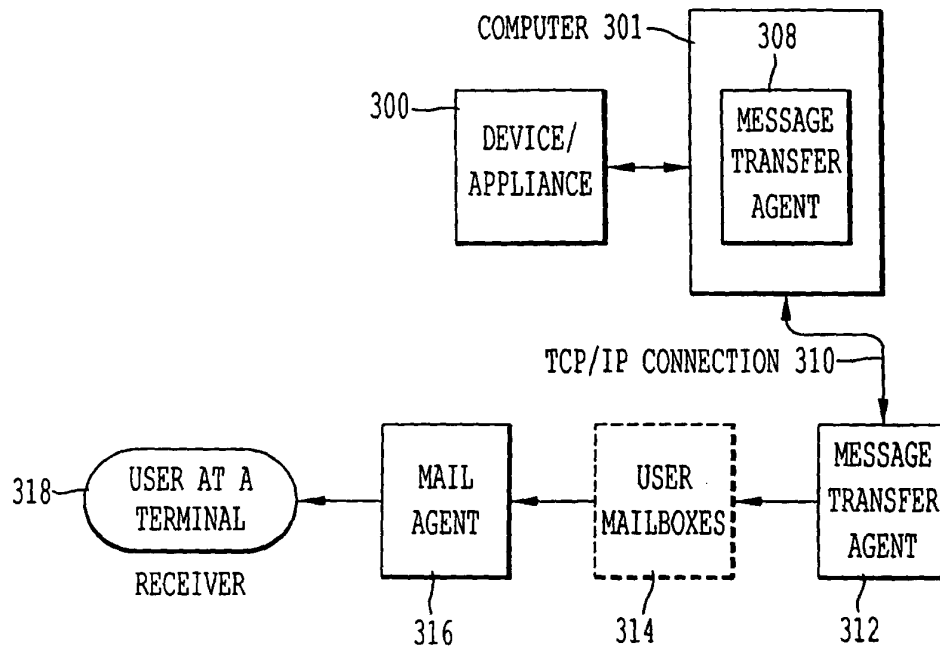 COMPUTER 301
308
300
DEVICE/
APPLIANCE
MESSAGE
TRANSFER
AGENT
TCP/IP CONNECTION 310
318
USER AT A
TERMINAL
RECEIVER
MAIL
AGENT
316
USER
MAILBOXES
314
MESSAGE
TRANSFER
AGENT
312